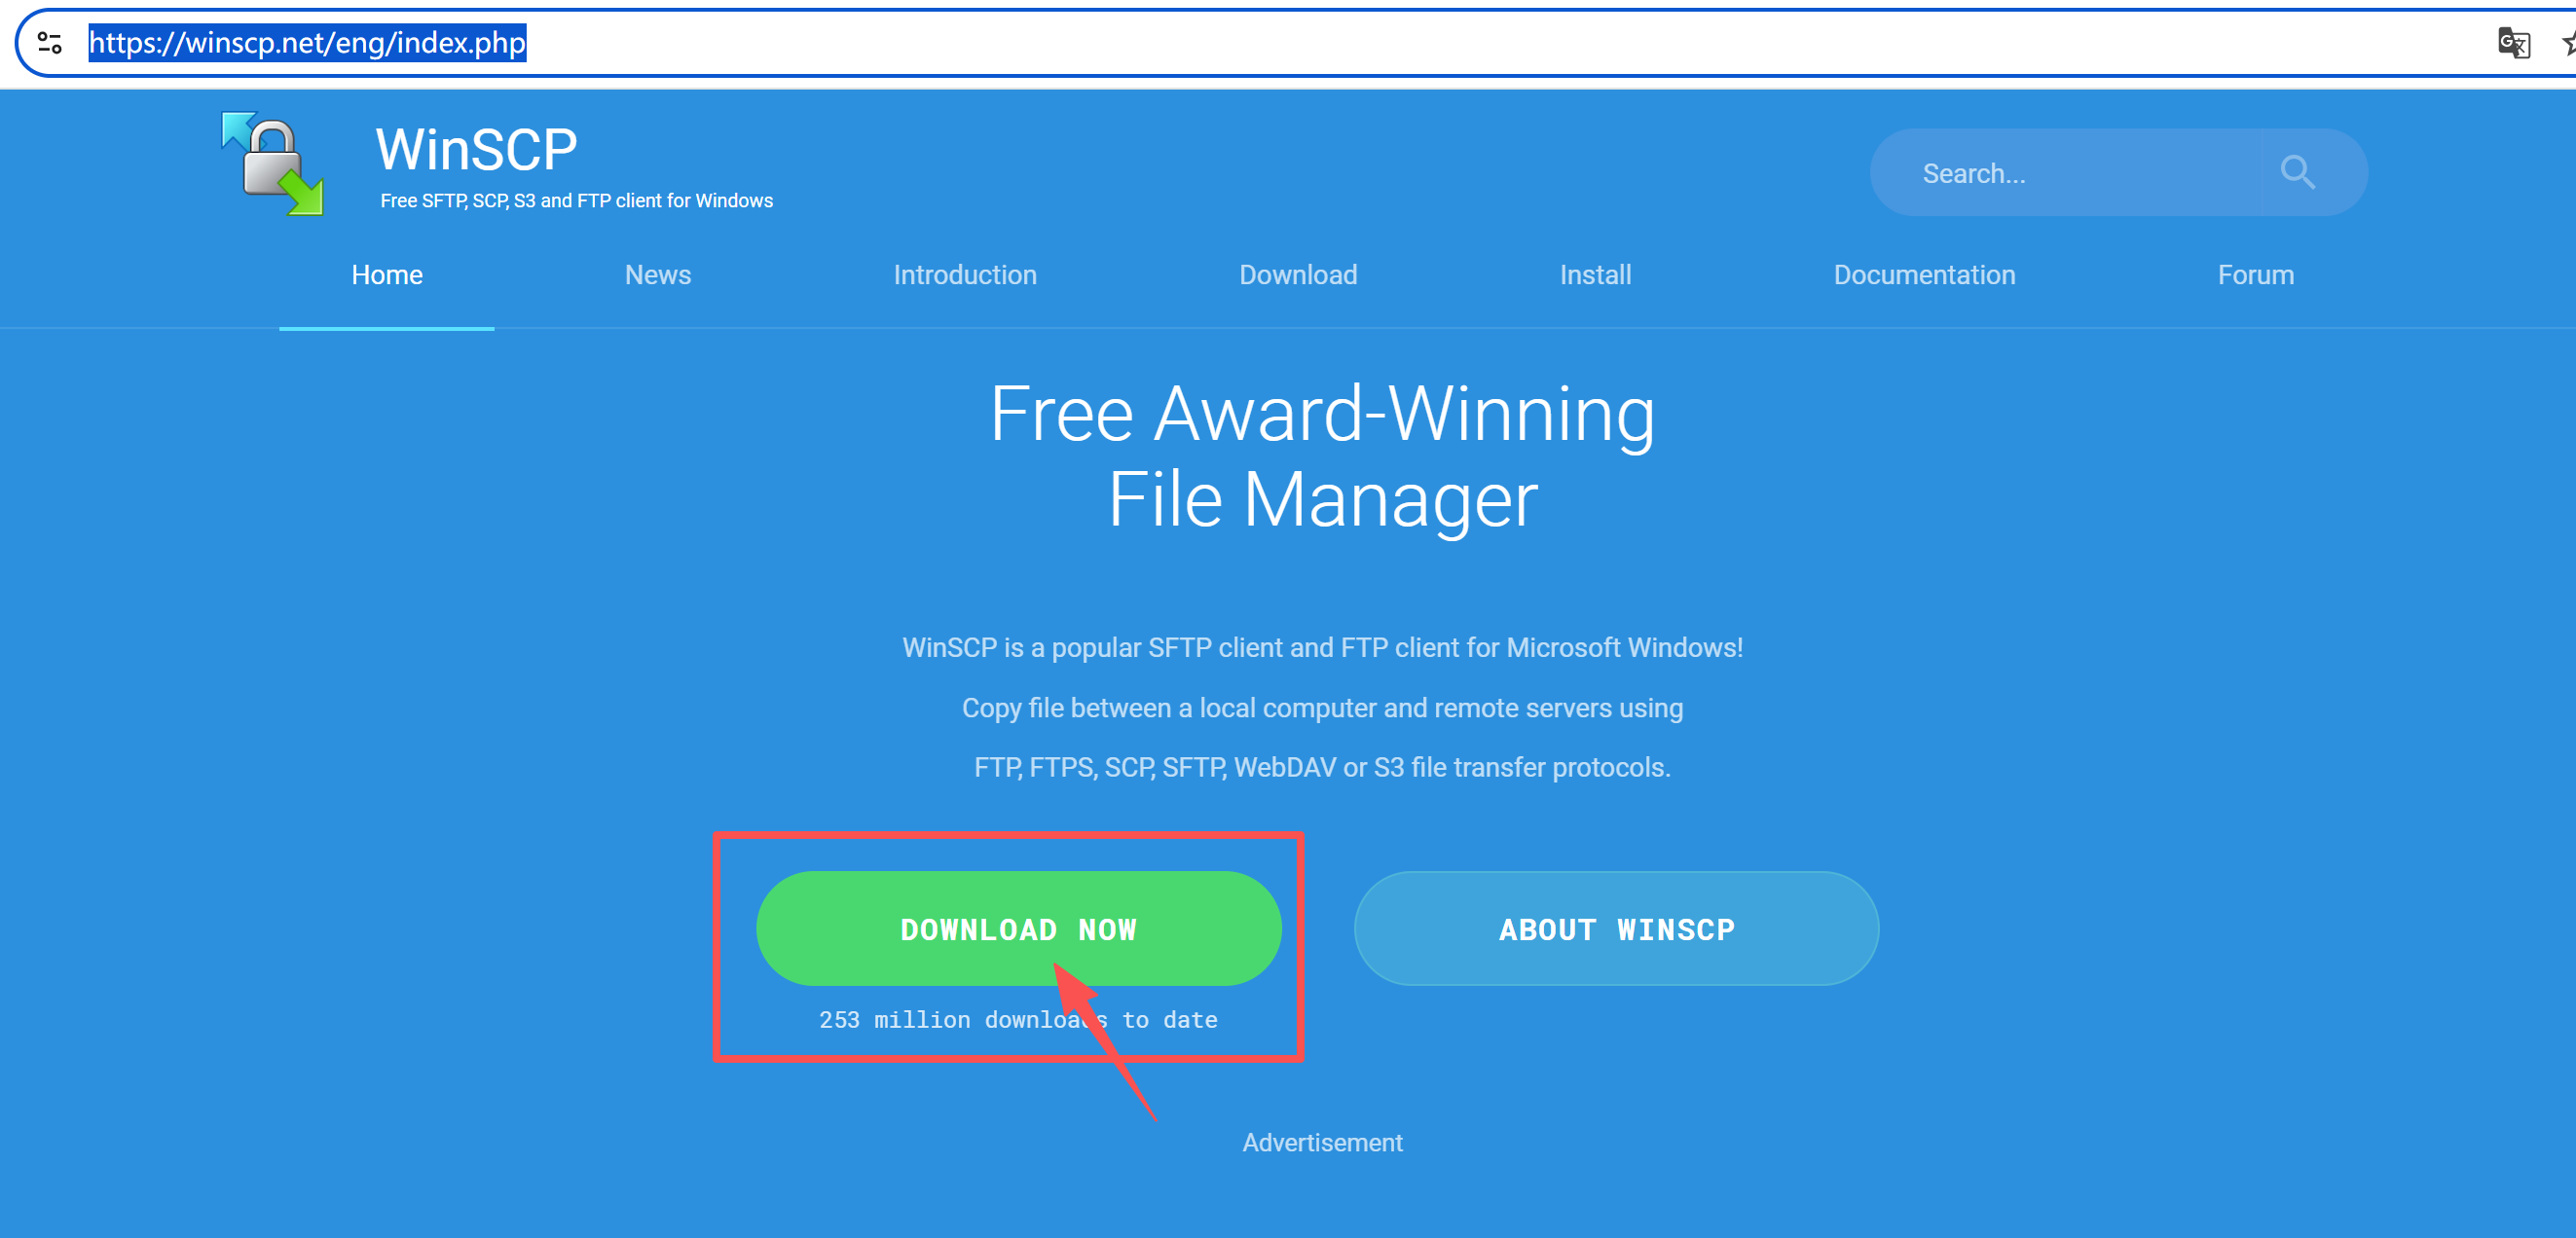 https://winscp.net/eng/index.php
WinSCP
Free SFTP, SCP, S3 and FTP client for Windows
Search...
Home News Introduction Download Install Documentation Forum
Free Award-Winning
File Manager
WinSCP is a popular SFTP client and FTP client for Microsoft Windows!
Copy file between a local computer and remote servers using
FTP, FTPS, SCP, SFTP, WebDAV or S3 file transfer protocols.
DOWNLOAD NOW ABOUT WINSCP
253 million downloads to date
Advertisement